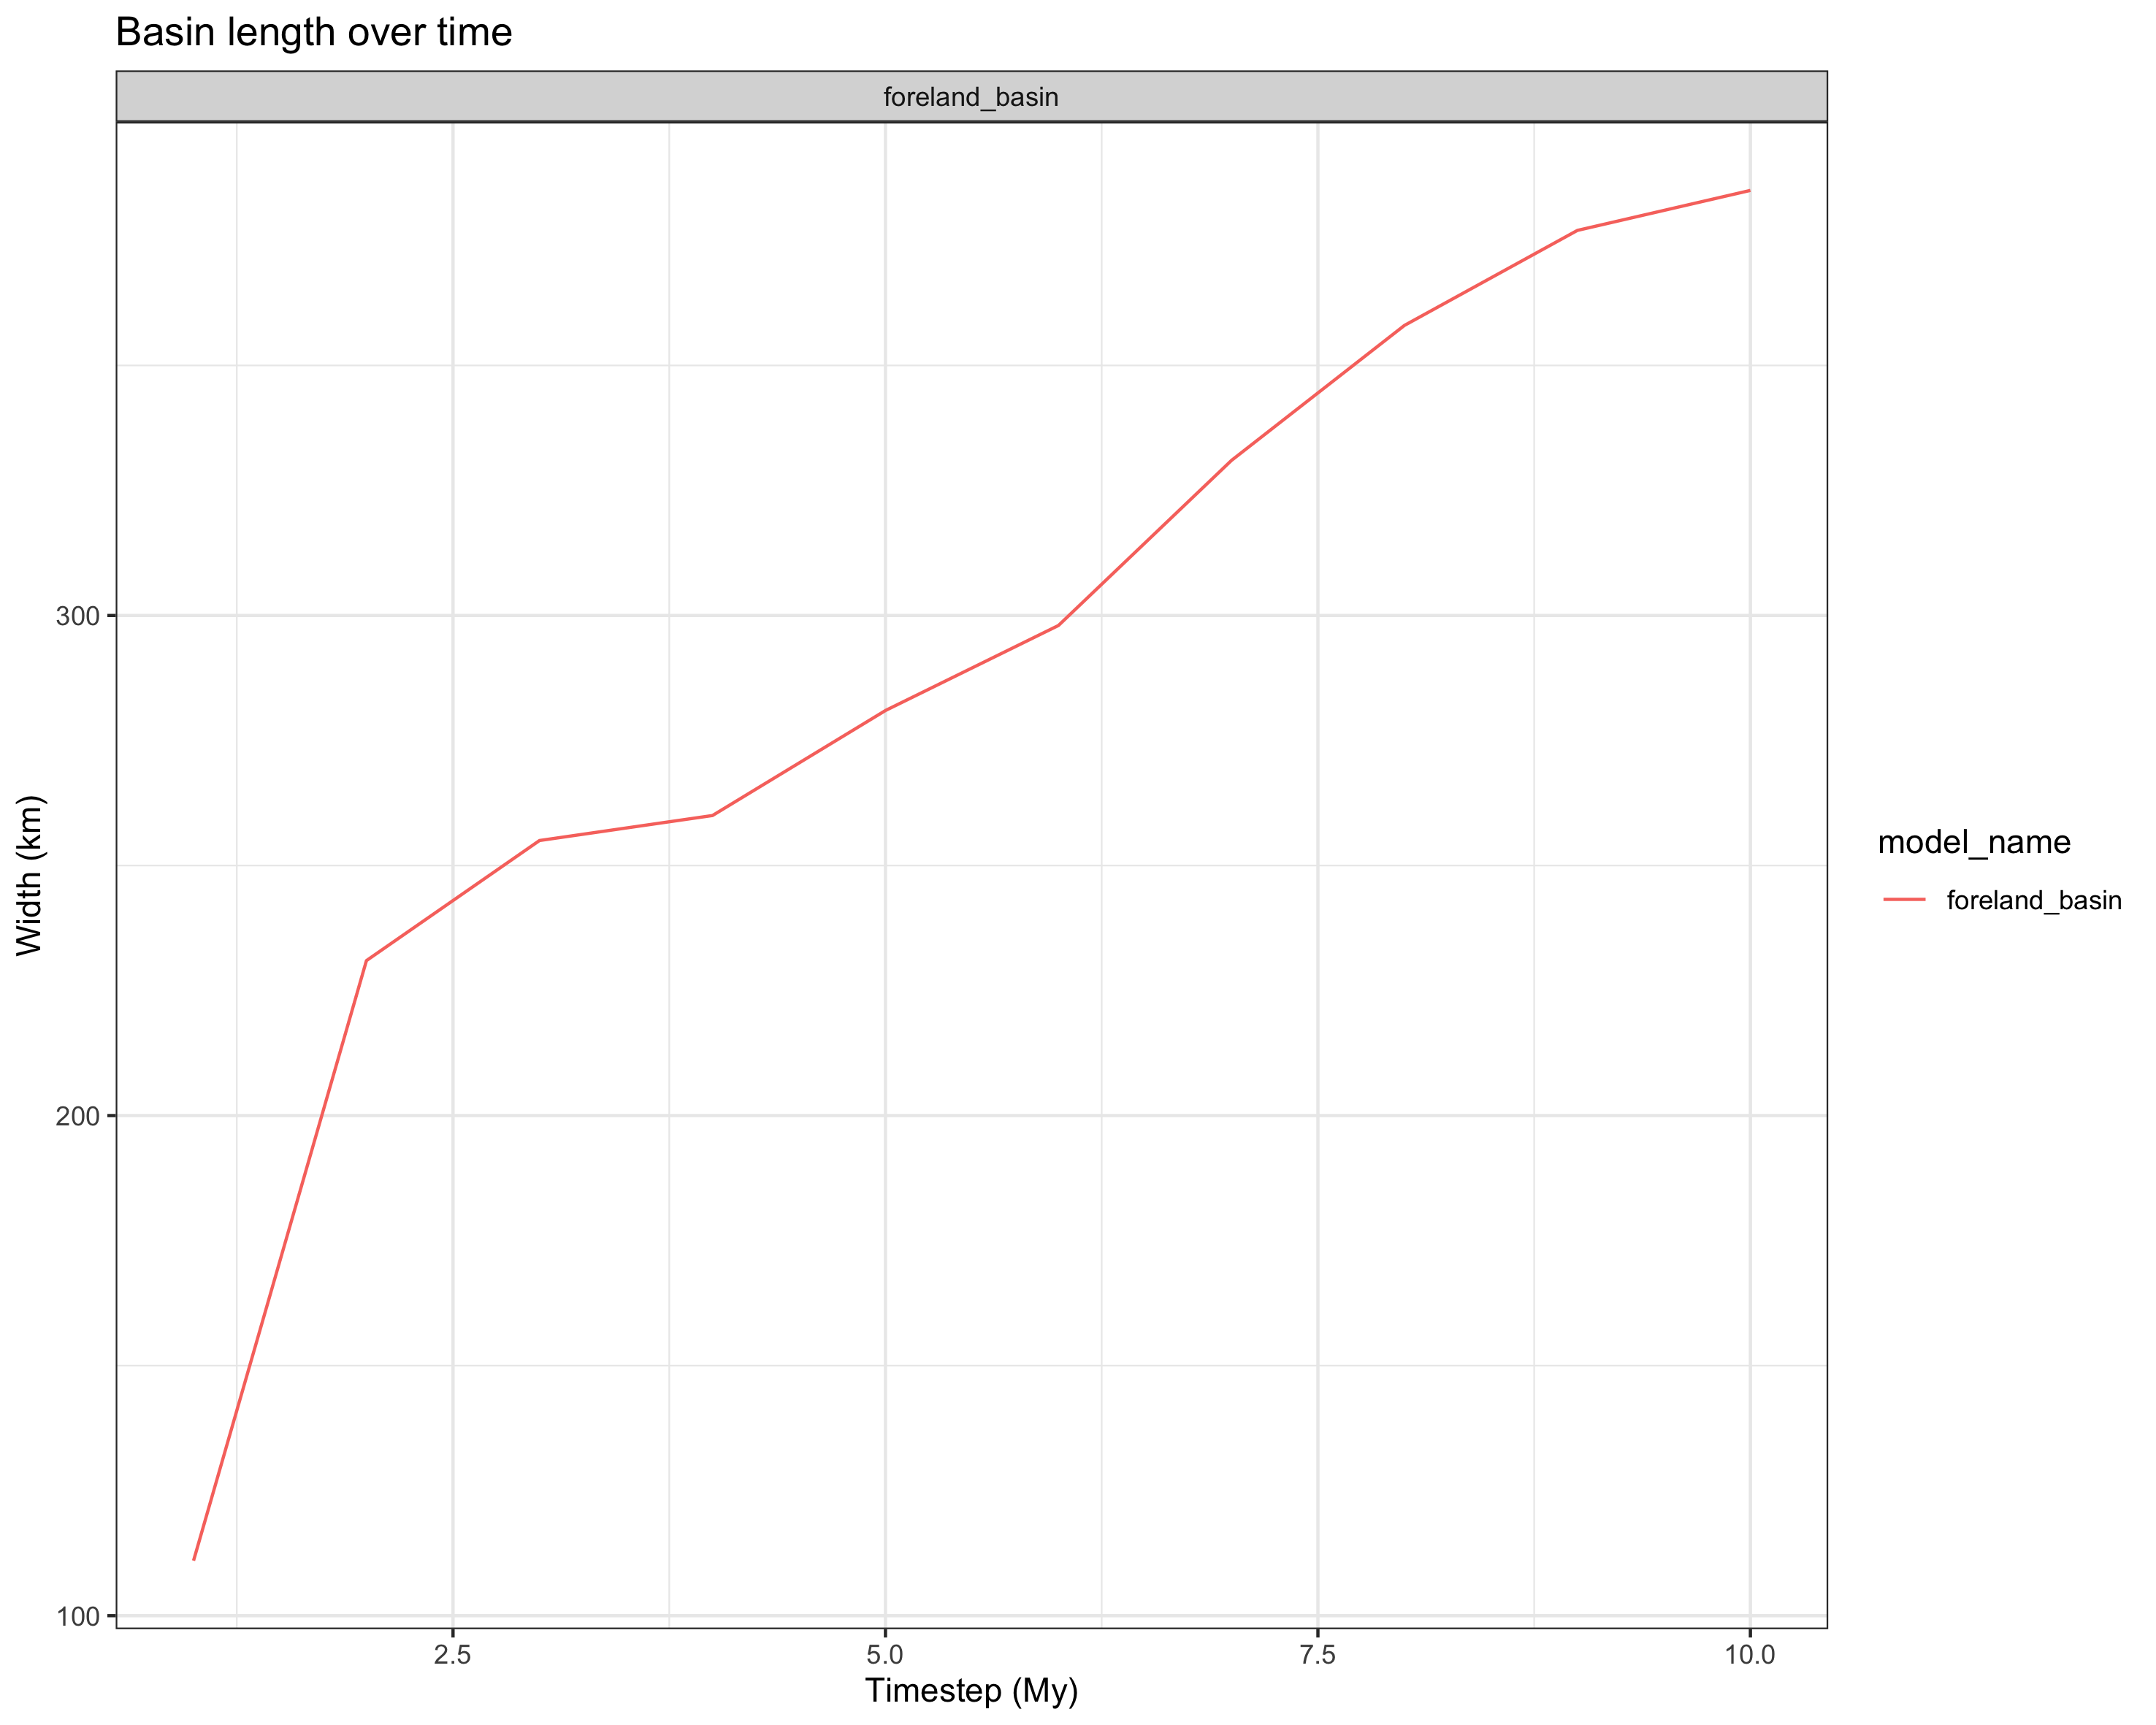 Basin length over time
foreland_basin
300
200
100
Width (km)
2.5 5.0 7.5 10.0
Timestep (My)
model_name
foreland_basin